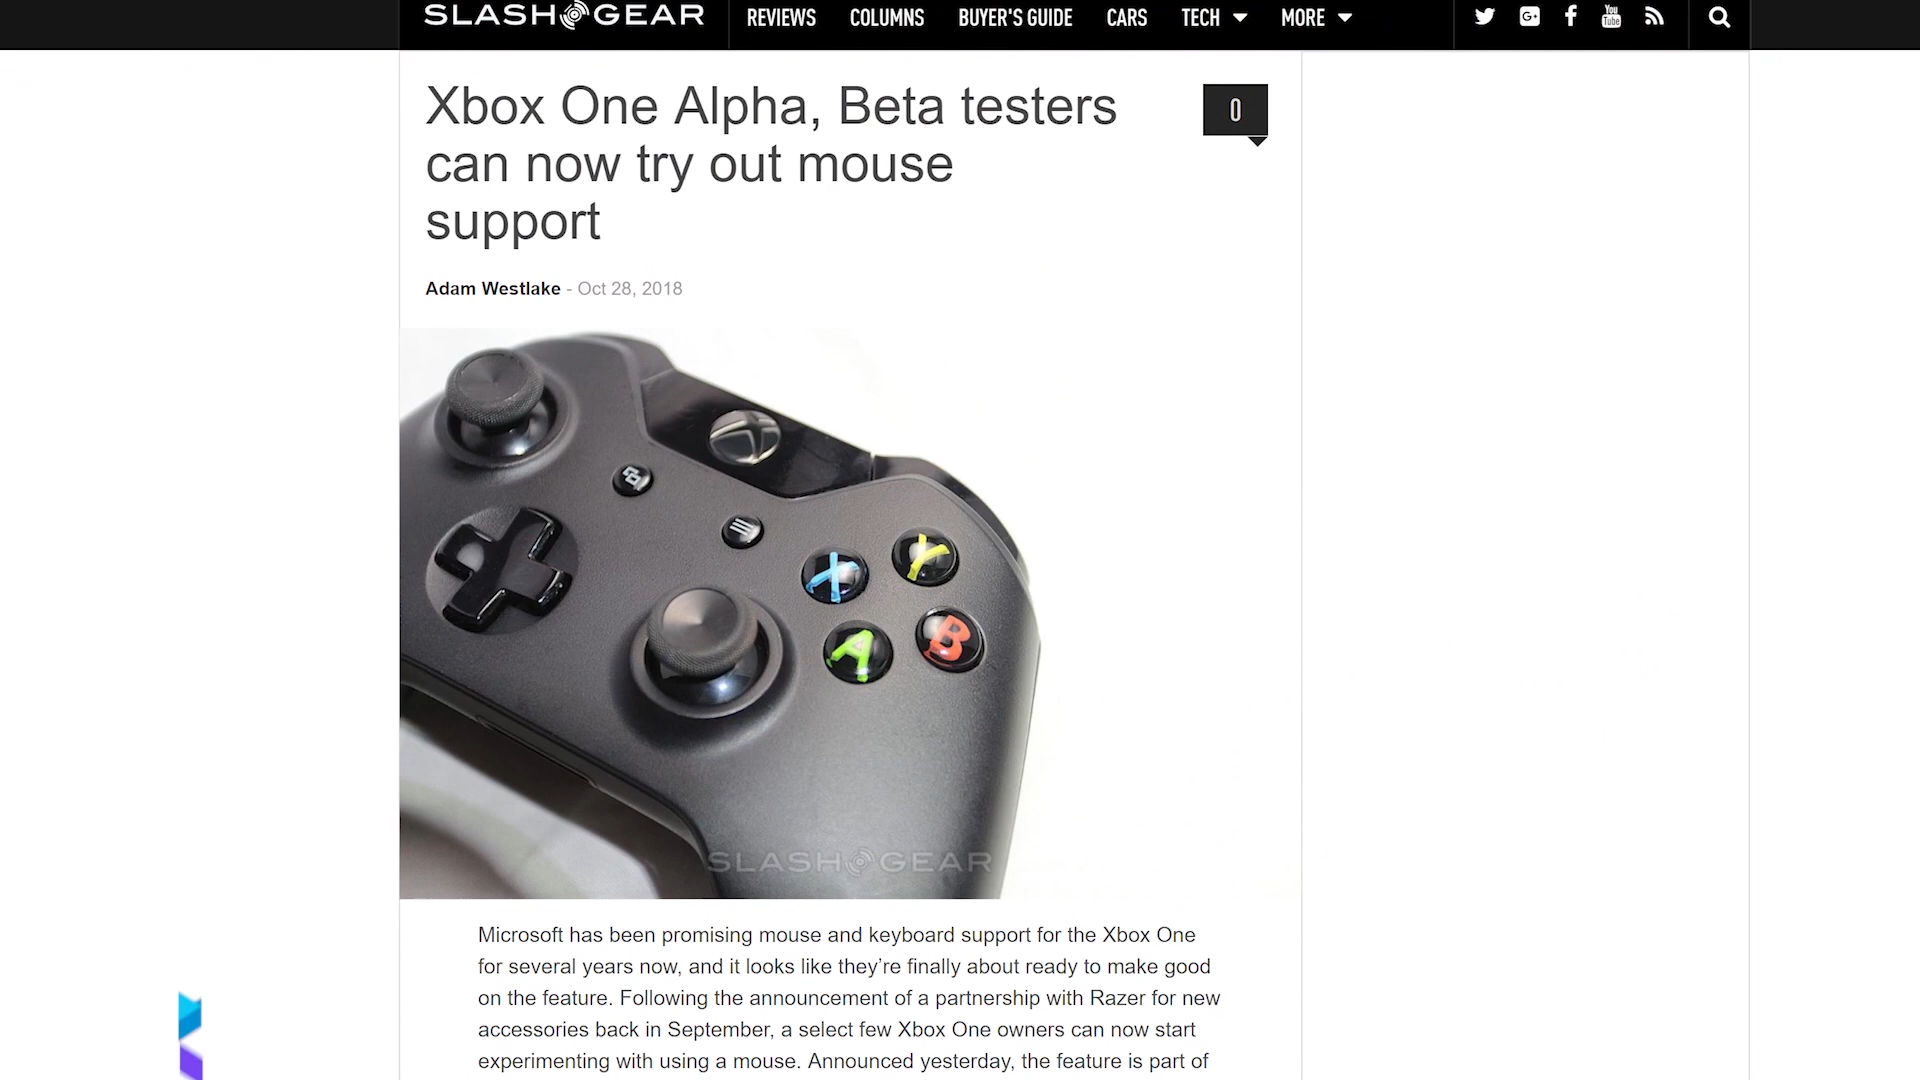 SLASHGEAR REVIEWS COLUMNS BUYER'S GUIDE CARS TECH MORE
Xbox One Alpha, Beta testers
can now try out mouse
support
0
Adam Westlake - Oct 28, 2018
X
Y
A
B
SLASHGEAR
Microsoft has been promising mouse and keyboard support for the Xbox One
for several years now, and it looks like they’re finally about ready to make good
on the feature. Following the announcement of a partnership with Razer for new
accessories back in September, a select few Xbox One owners can now start
experimenting with using a mouse. Announced yesterday, the feature is part of